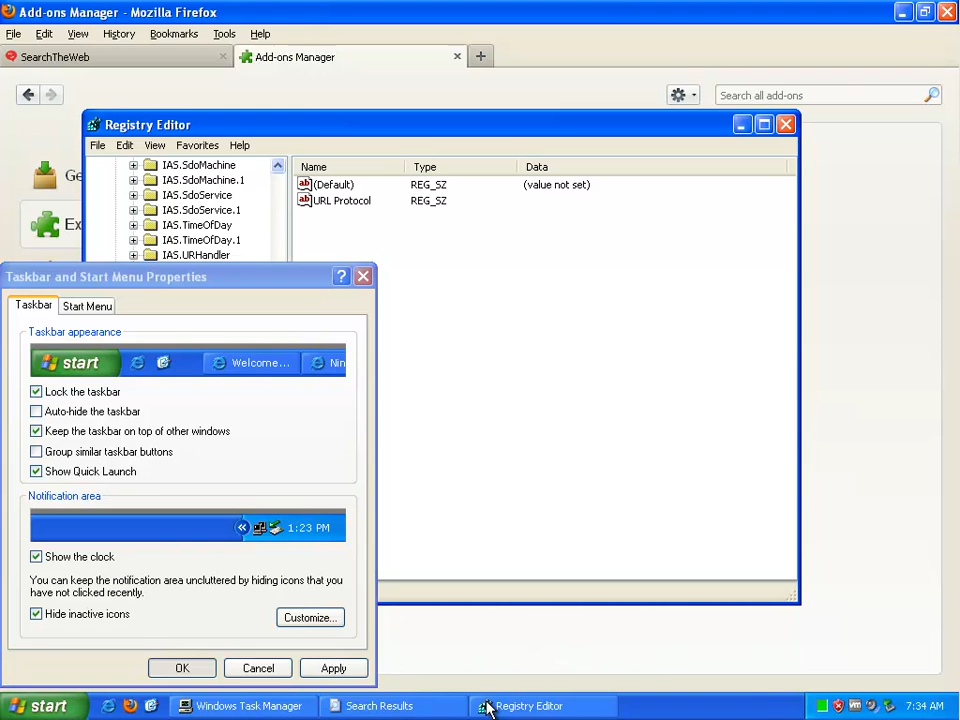 Add-ons Manager - Mozilla Firefox
File Edit View History Bookmarks Tools Help
SearchTheWeb
Add-ons Manager
Search all add-ons
Registry Editor
File Edit View Favorites Help
IAS.SdoMachine
IAS.SdoMachine.1
IAS.SdoService
IAS.SdoService.1
IAS.TimeOfDay
IAS.TimeOfDay.1
IAS.URHandler
Name Type Data
(Default) REG_SZ (value not set)
URL Protocol REG_SZ
Ge
Ex
Taskbar and Start Menu Properties
Taskbar Start Menu
Taskbar appearance
start Welcome... Nin
Lock the taskbar
Auto-hide the taskbar
Keep the taskbar on top of other windows
Group similar taskbar buttons
Show Quick Launch
Notification area
1:23 PM
Show the clock
You can keep the notification area uncluttered by hiding icons that you
have not clicked recently.
Hide inactive icons
Customize...
OK Cancel Apply
start Windows Task Manager Search Results Registry Editor 7:34 AM